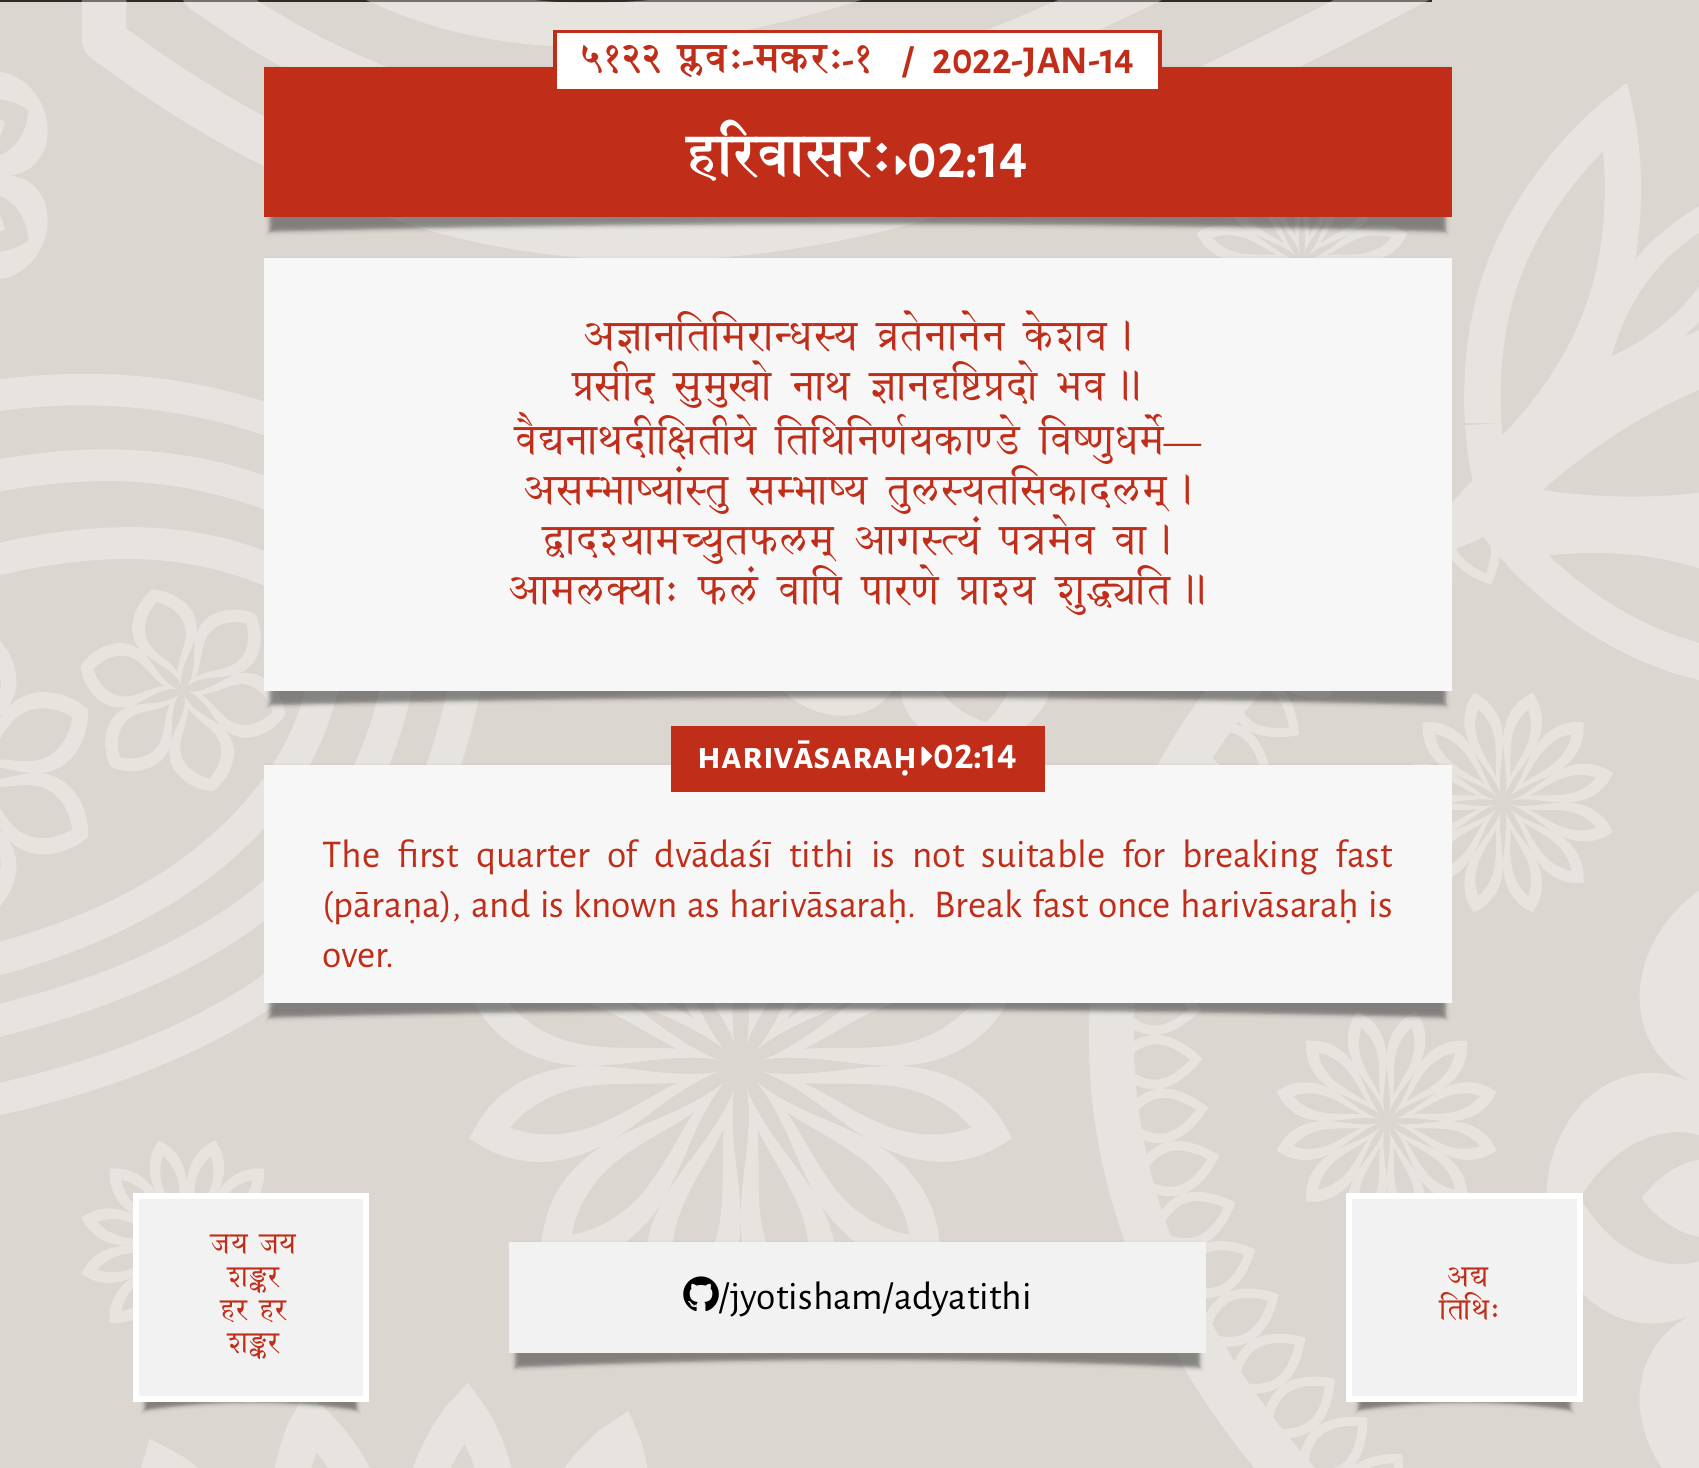 ५१२२ प्लवः-मकरः-१ / 2022-JAN-14
हरिवासरः▸02:14
अज्ञानतिमिरान्धस्य व्रतेनानेन केशव।
प्रसीद सुमुखो नाथ ज्ञानदृष्टिप्रदो भव॥
वैद्यनाथदीक्षितीये तिथिनिर्णयकाण्डे विष्णुधर्मे—
असम्भाष्यांस्तु सम्भाष्य तुलस्यतसिकादलम्।
द्वादश्यामच्युतफलम् आगस्त्यं पत्रमेव वा।
आमलक्याः फलं वापि पारणे प्राश्य शुद्ध्यति॥
HARIVĀSARAḤ▸02:14
The first quarter of dvādaśī tithi is not suitable for breaking fast
(pāraṇa), and is known as harivāsaraḥ. Break fast once harivāsaraḥ is
over.
जय जय
शङ्कर
हर हर
शङ्कर
/jyotisham/adyatithi
अद्य
तिथिः